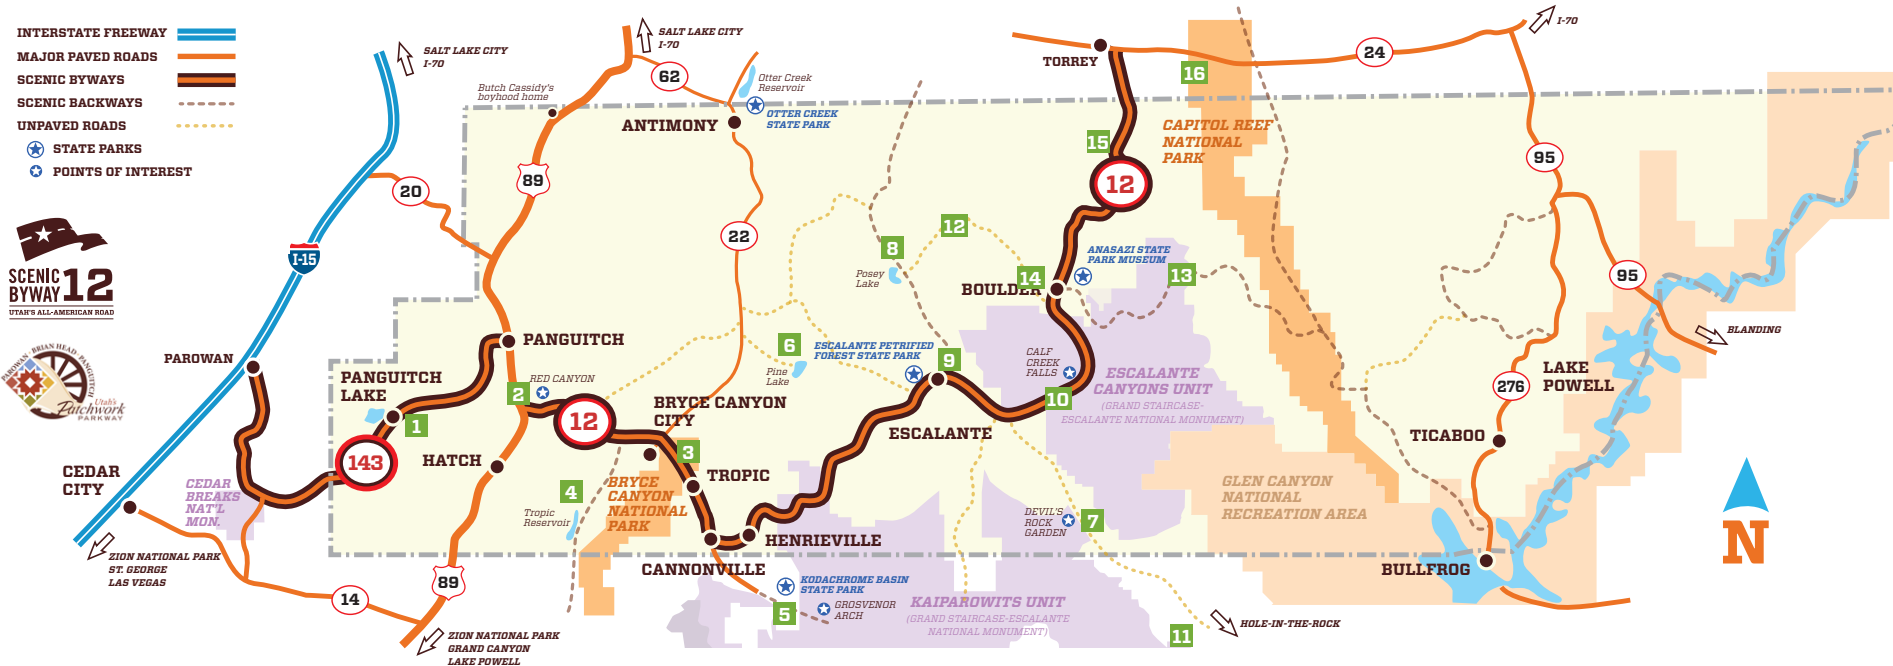 INTERSTATE FREEWAY
MAJOR PAVED ROADS
SCENIC BYWAYS
SCENIC BACKWAYS
UNPAVED ROADS
STATE PARKS
POINTS OF INTEREST
SCENIC
BYWAY 12
UTAH'S ALL-AMERICAN ROAD
PAROWAN · BRIAN HEAD · PANGUITCH
Utah's
Patchwork
PARKWAY
SALT LAKE CITY
I-70
SALT LAKE CITY
I-70
I-70
Butch Cassidy's
boyhood home
62
Otter Creek
Reservoir
OTTER CREEK
STATE PARK
ANTIMONY
TORREY
24
16
15
CAPITOL REEF
NATIONAL
PARK
12
95
20
89
22
I-15
8
12
14
13
Posey
Lake
ANASAZI STATE
PARK MUSEUM
BOULDER
95
BLANDING
PAROWAN
PANGUITCH
PANGUITCH
LAKE
6
Pine
Lake
ESCALANTE PETRIFIED
FOREST STATE PARK
9
CALF
CREEK
FALLS
ESCALANTE
CANYONS UNIT
(GRAND STAIRCASE-
ESCALANTE NATIONAL MONUMENT)
LAKE
POWELL
276
RED CANYON
2
12
BRYCE CANYON
CITY
1
10
ESCALANTE
TICABOO
143
HATCH
3
TROPIC
CEDAR
CITY
CEDAR
BREAKS
NAT'L
MON.
4
Tropic
Reservoir
BRYCE
CANYON
NATIONAL
PARK
GLEN CANYON
NATIONAL
RECREATION AREA
DEVIL'S
ROCK
GARDEN
7
HENRIEVILLE
CANNONVILLE
BULLFROG
ZION NATIONAL PARK
ST. GEORGE
LAS VEGAS
14
89
KODACHROME BASIN
STATE PARK
5
GROSVENOR
ARCH
KAIPAROWITS UNIT
(GRAND STAIRCASE-ESCALANTE
NATIONAL MONUMENT)
11
HOLE-IN-THE-ROCK
ZION NATIONAL PARK
GRAND CANYON
LAKE POWELL
N